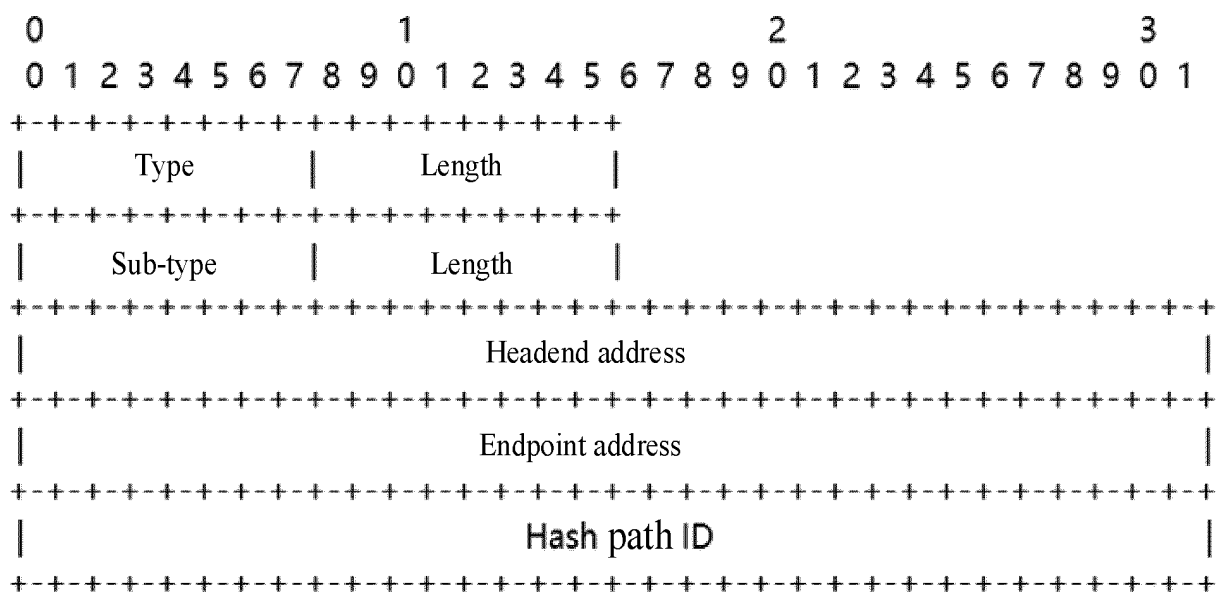 0 1 2 3
0 1 2 3 4 5 6 7 8 9 0 1 2 3 4 5 6 7 8 9 0 1 2 3 4 5 6 7 8 9 0 1
+-+-+-+-+-+-+-+-+-+-+-+-+-+-+-+-+
| Type | Length |
+-+-+-+-+-+-+-+-+-+-+-+-+-+-+-+-+
| Sub-type | Length |
+-+-+-+-+-+-+-+-+-+-+-+-+-+-+-+-+-+-+-+-+-+-+-+-+-+-+-+-+-+-+-+-+
| Headend address |
+-+-+-+-+-+-+-+-+-+-+-+-+-+-+-+-+-+-+-+-+-+-+-+-+-+-+-+-+-+-+-+-+
| Endpoint address |
+-+-+-+-+-+-+-+-+-+-+-+-+-+-+-+-+-+-+-+-+-+-+-+-+-+-+-+-+-+-+-+-+
| Hash path ID |
+-+-+-+-+-+-+-+-+-+-+-+-+-+-+-+-+-+-+-+-+-+-+-+-+-+-+-+-+-+-+-+-+